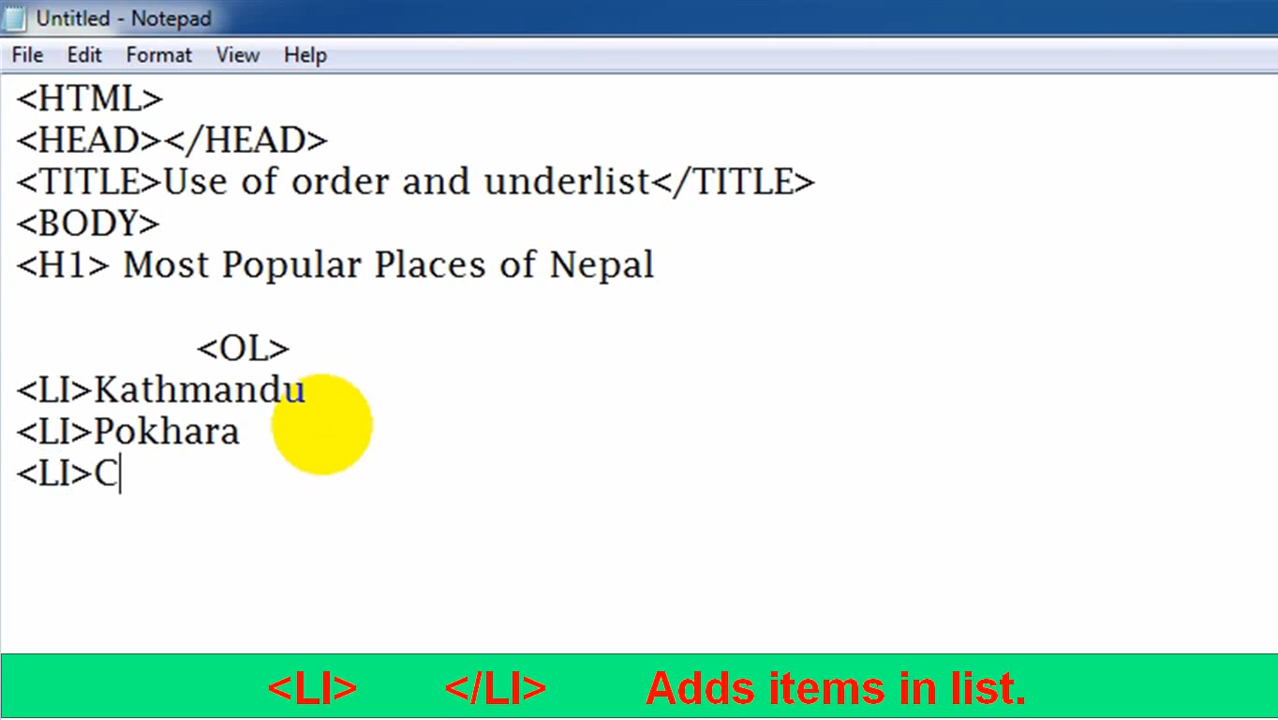 Untitled - Notepad
File Edit Format View Help
<HTML>
<HEAD></HEAD>
<TITLE>Use of order and underlist</TITLE>
<BODY>
<H1> Most Popular Places of Nepal
<OL>
<LI>Kathmandu
<LI>Pokhara
<LI>C
<LI> </LI> Adds items in list.